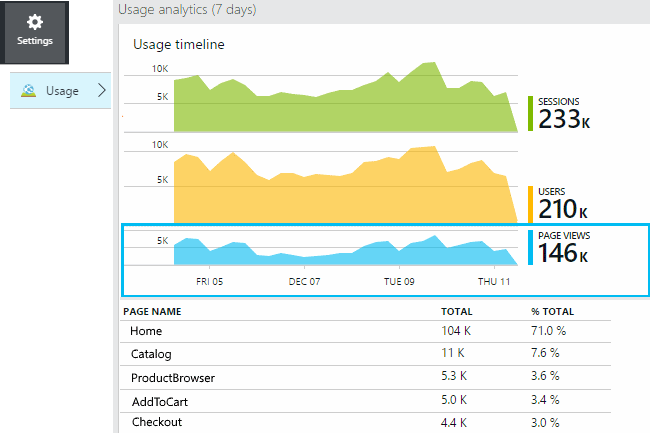 Settings
Usage
Usage analytics (7 days)
Usage timeline
10K
5K
SESSIONS
233K
10K
5K
USERS
210K
5K
PAGE VIEWS
146K
FRI 05 DEC 07 TUE 09 THU 11
PAGE NAME TOTAL % TOTAL
Home 104 K 71.0 %
Catalog 11 K 7.6 %
ProductBrowser 5.3 K 3.6 %
AddToCart 5.0 K 3.4 %
Checkout 4.4 K 3.0 %